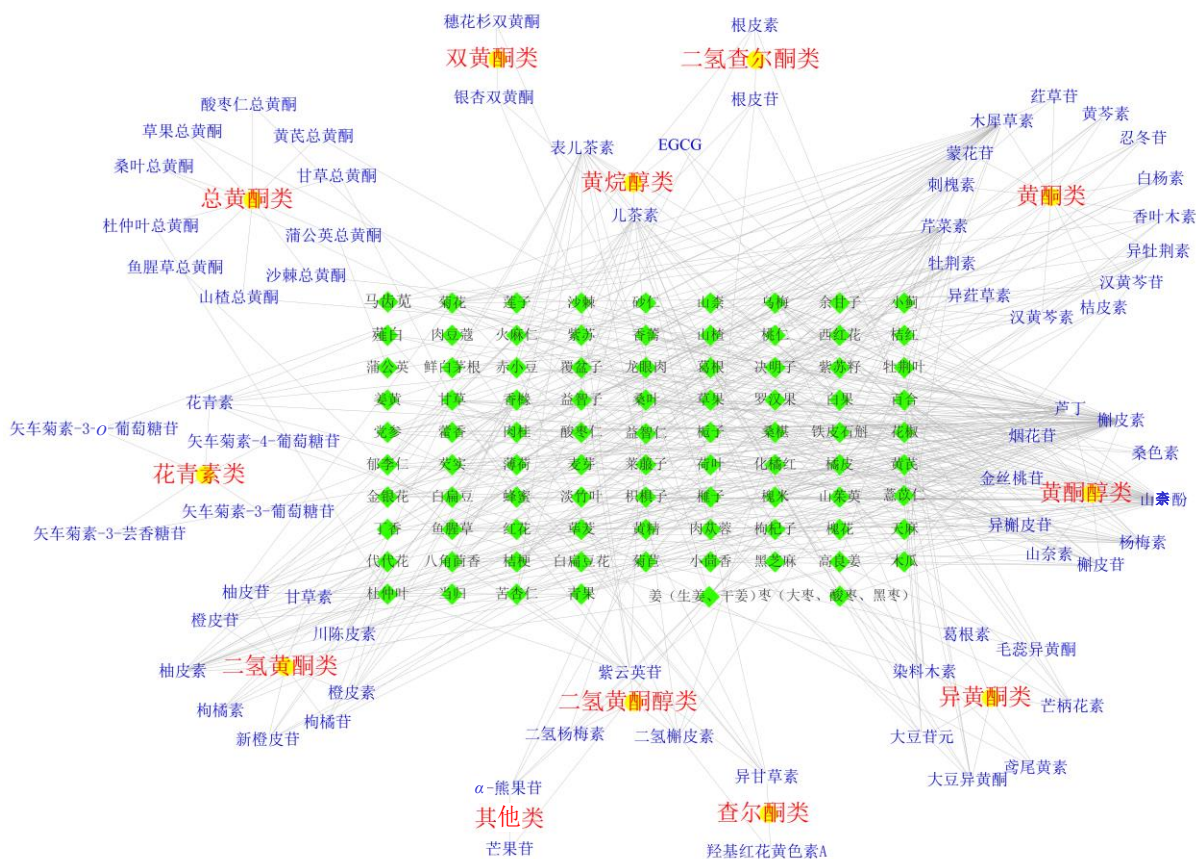 穗花杉双黄酮
双黄酮类
银杏双黄酮
根皮素
二氢查尔酮类
根皮苷
酸枣仁总黄酮
草果总黄酮
黄芪总黄酮
桑叶总黄酮
甘草总黄酮
总黄酮类
杜仲叶总黄酮
蒲公英总黄酮
鱼腥草总黄酮
沙棘总黄酮
山楂总黄酮
表儿茶素
EGCG
黄烷醇类
儿茶素
荭草苷
木犀草素
黄芩素
忍冬苷
蒙花苷
刺槐素
黄酮类
白杨素
香叶木素
芹菜素
异牡荆素
牡荆素
汉黄芩苷
异荭草素
桔皮素
汉黄芩素
马齿苋 菊花 莲子 沙棘 砂仁 山柰 乌梅 余甘子 小蓟
薤白 肉豆蔻 火麻仁 紫苏 香薷 山楂 桃仁 西红花 桔红
蒲公英 鲜白茅根 赤小豆 覆盆子 龙眼肉 葛根 决明子 紫苏籽 牡荆叶
姜黄 甘草 香橼 益智子 桑叶 草果 罗汉果 白果 百合
党参 藿香 肉桂 酸枣仁 益智仁 栀子 桑椹 铁皮石斛 花椒
郁李仁 芡实 薄荷 麦芽 莱菔子 荷叶 化橘红 橘皮 黄芪
金银花 白扁豆 蜂蜜 淡竹叶 枳椇子 榧子 槐米 山茱萸 薏苡仁
丁香 鱼腥草 红花 荜茇 黄精 肉苁蓉 枸杞子 槐花 天麻
代代花 八角茴香 桔梗 白扁豆花 菊苣 小茴香 黑芝麻 高良姜 木瓜
杜仲叶 当归 苦杏仁 青果 姜（生姜、干姜） 枣（大枣、酸枣、黑枣）
花青素
矢车菊素-3-O-葡萄糖苷
矢车菊素-4-葡萄糖苷
花青素类
矢车菊素-3-葡萄糖苷
矢车菊素-3-芸香糖苷
芦丁
槲皮素
烟花苷
桑色素
金丝桃苷
黄酮醇类
山柰酚
异槲皮苷
杨梅素
山奈素
槲皮苷
柚皮苷
甘草素
橙皮苷
川陈皮素
柚皮素
二氢黄酮类
橙皮素
枸橘素
枸橘苷
新橙皮苷
紫云英苷
二氢黄酮醇类
二氢杨梅素
二氢槲皮素
葛根素
毛蕊异黄酮
染料木素
异黄酮类
芒柄花素
大豆苷元
鸢尾黄素
大豆异黄酮
α-熊果苷
其他类
芒果苷
异甘草素
查尔酮类
羟基红花黄色素A